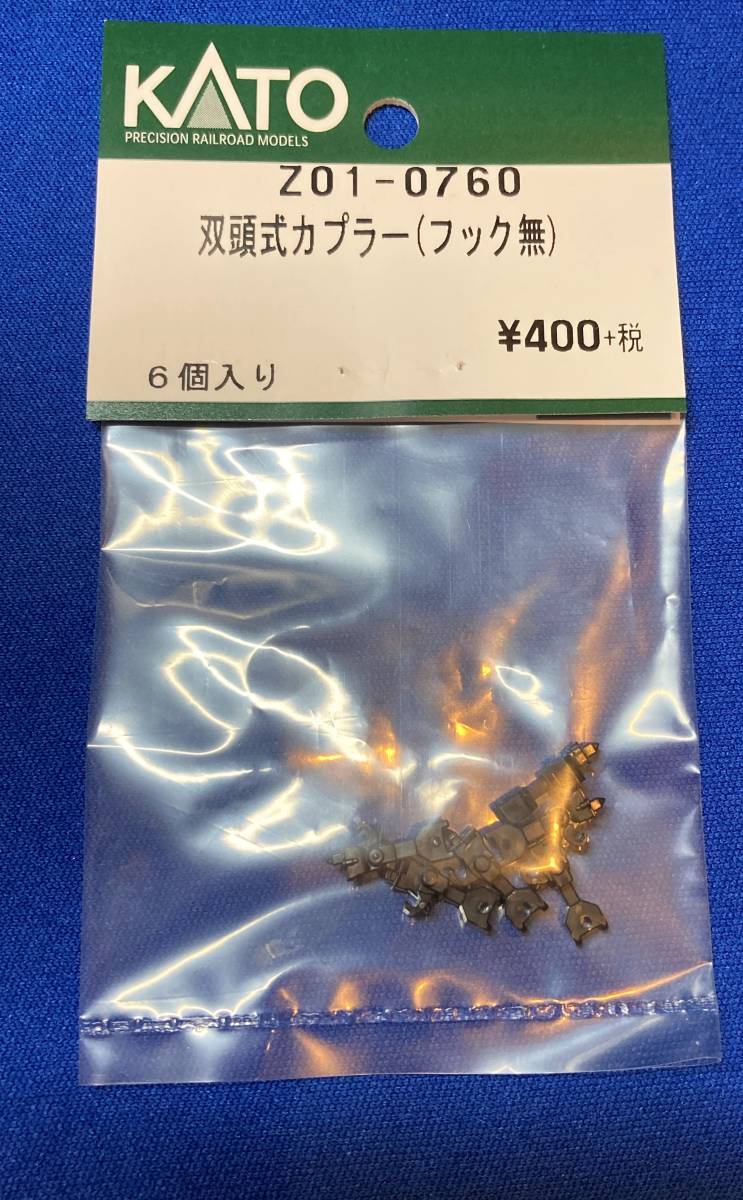 KATO
PRECISION RAILROAD MODELS
Z01-0760
双頭式カプラー(フック無)
¥400+税
6個入り